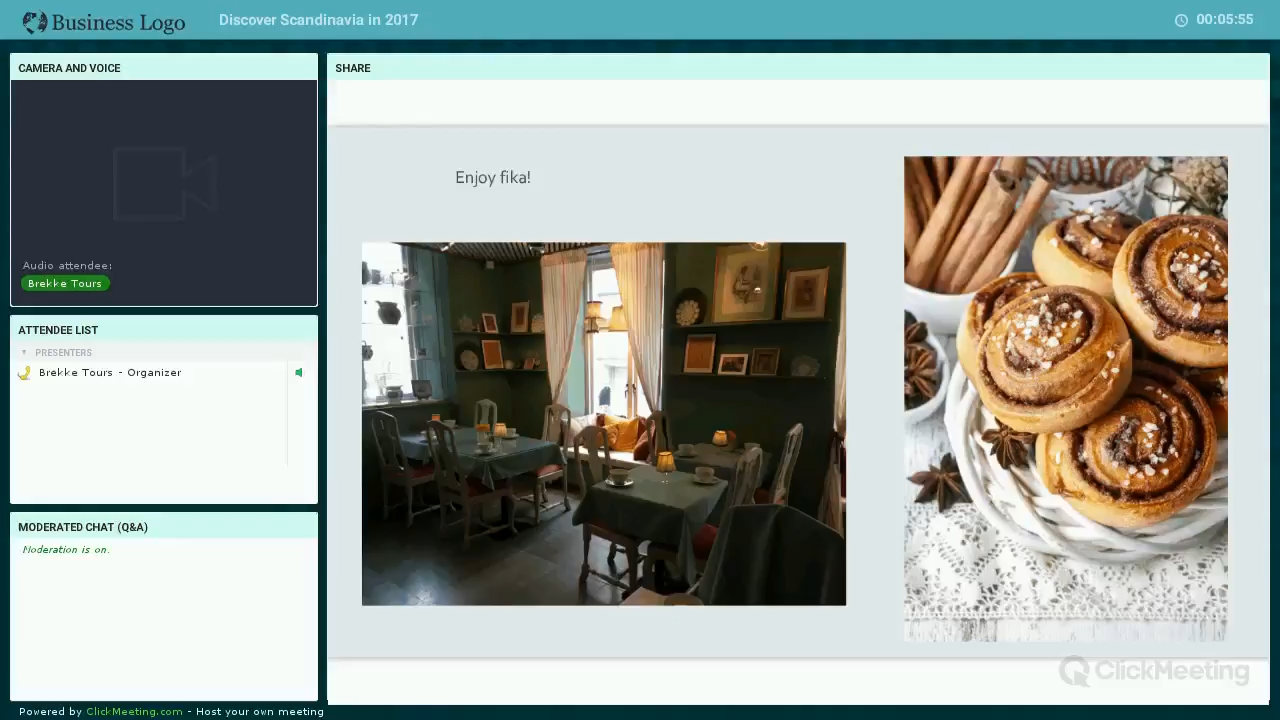 Business Logo
Discover Scandinavia in 2017
00:05:55
CAMERA AND VOICE
Audio attendee:
Brekke Tours
ATTENDEE LIST
PRESENTERS
Brekke Tours - Organizer
MODERATED CHAT (Q&A)
Moderation is on.
SHARE
Enjoy fika!
ClickMeeting
Powered by ClickMeeting.com - Host your own meeting